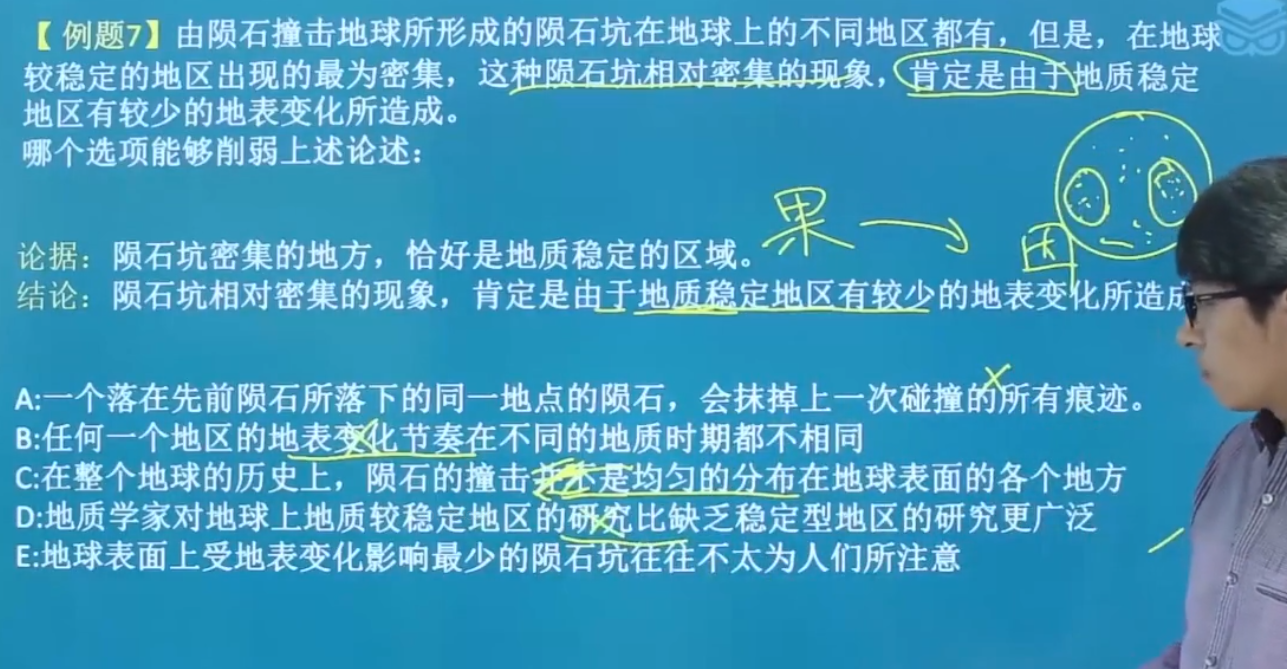 【例题7】由陨石撞击地球所形成的陨石坑在地球上的不同地区都有，但是，在地球
较稳定的地区出现的最为密集，这种陨石坑相对密集的现象，肯定是由于地质稳定
地区有较少的地表变化所造成。
哪个选项能够削弱上述论述：
果
因
论据：陨石坑密集的地方，恰好是地质稳定的区域。
结论：陨石坑相对密集的现象，肯定是由于地质稳定地区有较少的地表变化所造成
A:一个落在先前陨石所落下的同一地点的陨石，会抹掉上一次碰撞的所有痕迹。
B:任何一个地区的地表变化节奏在不同的地质时期都不相同
C:在整个地球的历史上，陨石的撞击并不是均匀的分布在地球表面的各个地方
D:地质学家对地球上地质较稳定地区的研究比缺乏稳定型地区的研究更广泛
E:地球表面上受地表变化影响最少的陨石坑往往不太为人们所注意